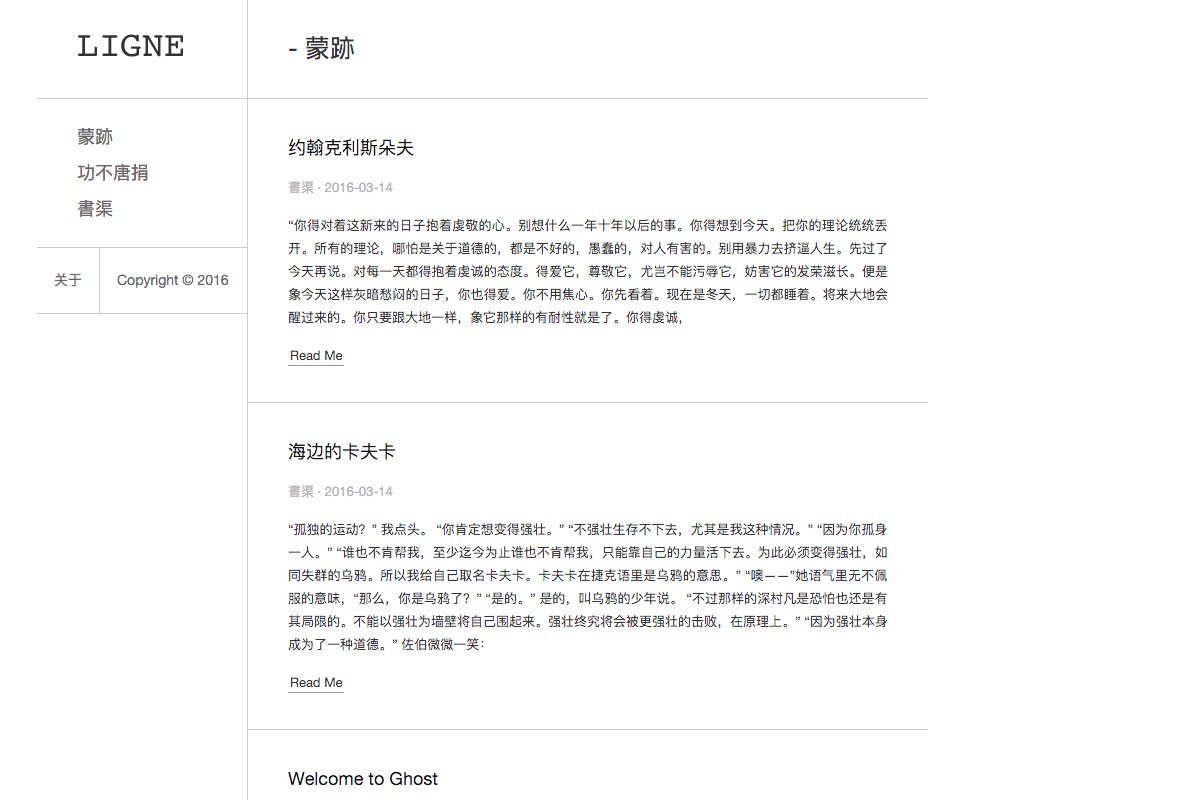 LIGNE
- 蒙跡
蒙跡
功不唐捐
書渠
关于
Copyright © 2016
约翰克利斯朵夫
書渠 · 2016-03-14
“你得对着这新来的日子抱着虔敬的心。别想什么一年十年以后的事。你得想到今天。把你的理论统统丢
开。所有的理论，哪怕是关于道德的，都是不好的，愚蠢的，对人有害的。别用暴力去挤逼人生。先过了
今天再说。对每一天都得抱着虔诚的态度。得爱它，尊敬它，尤岂不能污辱它，妨害它的发荣滋长。便是
象今天这样灰暗愁闷的日子，你也得爱。你不用焦心。你先看着。现在是冬天，一切都睡着。将来大地会
醒过来的。你只要跟大地一样，象它那样的有耐性就是了。你得虔诚，
Read Me
海边的卡夫卡
書渠 · 2016-03-14
“孤独的运动？” 我点头。 “你肯定想变得强壮。” “不强壮生存不下去，尤其是我这种情况。” “因为你孤身
一人。” “谁也不肯帮我，至少迄今为止谁也不肯帮我，只能靠自己的力量活下去。为此必须变得强壮，如
同失群的乌鸦。所以我给自己取名卡夫卡。卡夫卡在捷克语里是乌鸦的意思。” “噢——”她语气里无不佩
服的意味，“那么，你是乌鸦了？” “是的。” 是的，叫乌鸦的少年说。 “不过那样的深村凡是恐怕也还是有
其局限的。不能以强壮为墙壁将自己围起来。强壮终究将会被更强壮的击败，在原理上。” “因为强壮本身
成为了一种道德。” 佐伯微微一笑：
Read Me
Welcome to Ghost